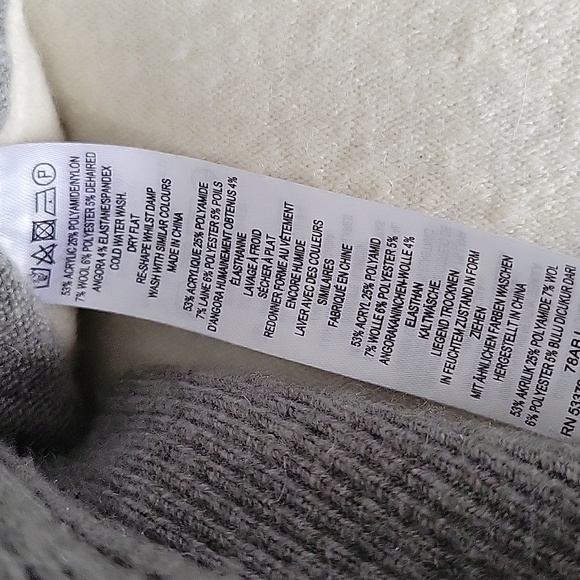 P
53% ACRYLIC 25% POLYAMIDE/NYLON
7% WOOL 6% POLYESTER 5% DEHAIRED
ANGORA 4% ELASTANE/SPANDEX
COLD WATER WASH.
DRY FLAT
RE-SHAPE WHILST DAMP
WASH WITH SIMILAR COLOURS
MADE IN CHINA
53% ACRYLIQUE 25% POLYAMIDE
7% LAINE 6% POLYESTER 5% POILS
D'ANGORA HUMAINEMENT OBTENUS 4%
ÉLASTHANNE
LAVAGE À FROID
SÉCHER À PLAT
REDONNER FORME AU VÊTEMENT
ENCORE HUMIDE
LAVER AVEC DES COULEURS
SIMILAIRES
FABRIQUE EN CHINE
53% ACRYL 25% POLYAMID
7% WOLLE 6% POLYESTER 5%
ANGORAKANINCHEN-WOLLE 4%
ELASTHAN
KALTWÄSCHE
LIEGEND TROCKNEN
IN FEUCHTEM ZUSTAND IN FORM
ZIEHEN
MIT ÄHNLICHEN FARBEN WASCHEN
HERGESTELLT IN CHINA
53% AKRILIK 25% POLYAMIDE 7% WOL
6% POLYESTER 5% BULU DICUKUR DARI
RN 533